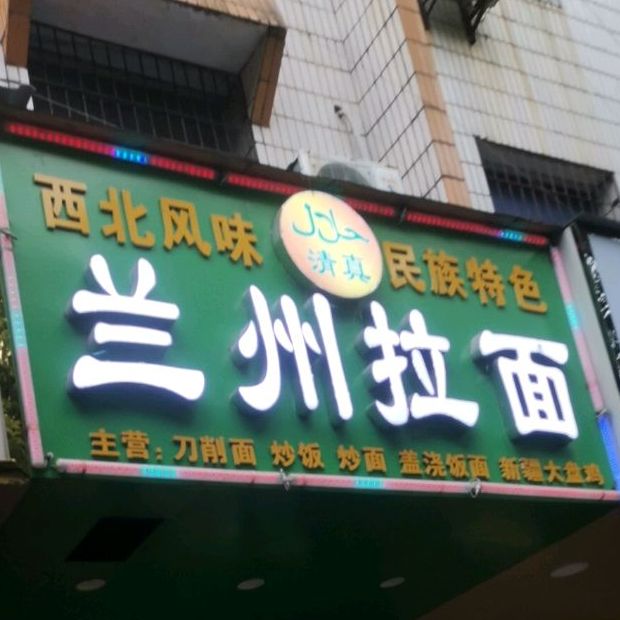 西北风味 حلال 民族特色
清真
兰州拉面
主营:刀削面 炒饭 炒面 盖浇饭面 新疆大盘鸡